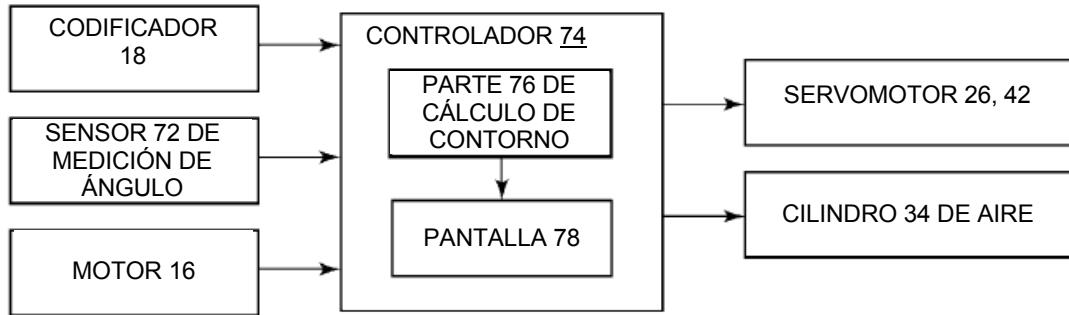 CODIFICADOR
18
SENSOR 72 DE
MEDICIÓN DE
ÁNGULO
MOTOR 16
CONTROLADOR 74
PARTE 76 DE
CÁLCULO DE
CONTORNO
PANTALLA 78
SERVOMOTOR 26, 42
CILINDRO 34 DE AIRE